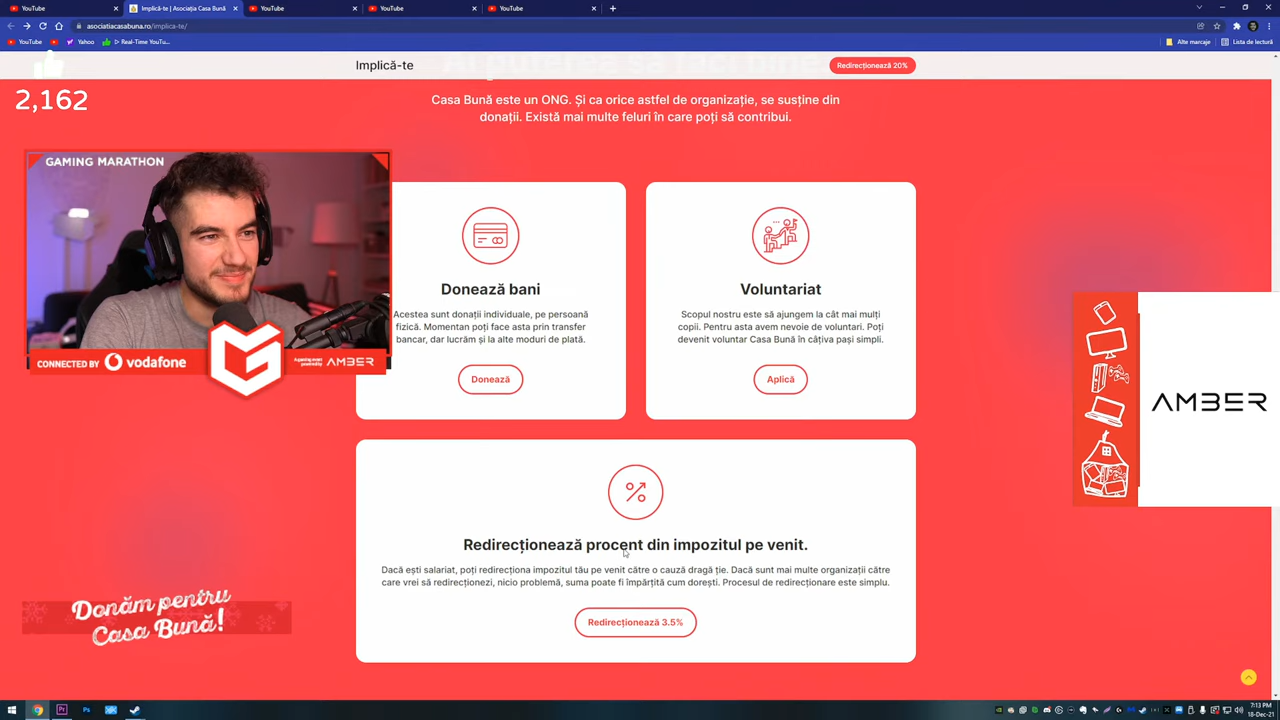 YouTube
Implică-te | Asociația Casa Bună
YouTube
YouTube
YouTube
asociatiacasabuna.ro/implica-te/
YouTube
Yahoo
ᐅ Real-Time YouTu...
Alte marcaje
Lista de lectură
Implică-te
Redirecționează 20%
2,162
Casa Bună este un ONG. Și ca orice astfel de organizație, se susține din
donații. Există mai multe feluri în care poți să contribui.
GAMING MARATHON
CONNECTED BY vodafone
AMBER
Donează bani
Acestea sunt donații individuale, pe persoană
fizică. Momentan poți face asta prin transfer
bancar, dar lucrăm și la alte moduri de plată.
Donează
Voluntariat
Scopul nostru este să ajungem la cât mai mulți
copii. Pentru asta avem nevoie de voluntari. Poți
devenit voluntar Casa Bună în câțiva pași simpli.
Aplică
AMBER
Redirecționează procent din impozitul pe venit.
Dacă ești salariat, poți redirecționa impozitul tău pe venit către o cauză dragă ție. Dacă sunt mai multe organizații către
care vrei să redirecționezi, nicio problemă, suma poate fi împărțită cum dorești. Procesul de redirecționare este simplu.
Redirecționează 3.5%
Donăm pentru
Casa Bună!
7:13 PM
18-Dec-21